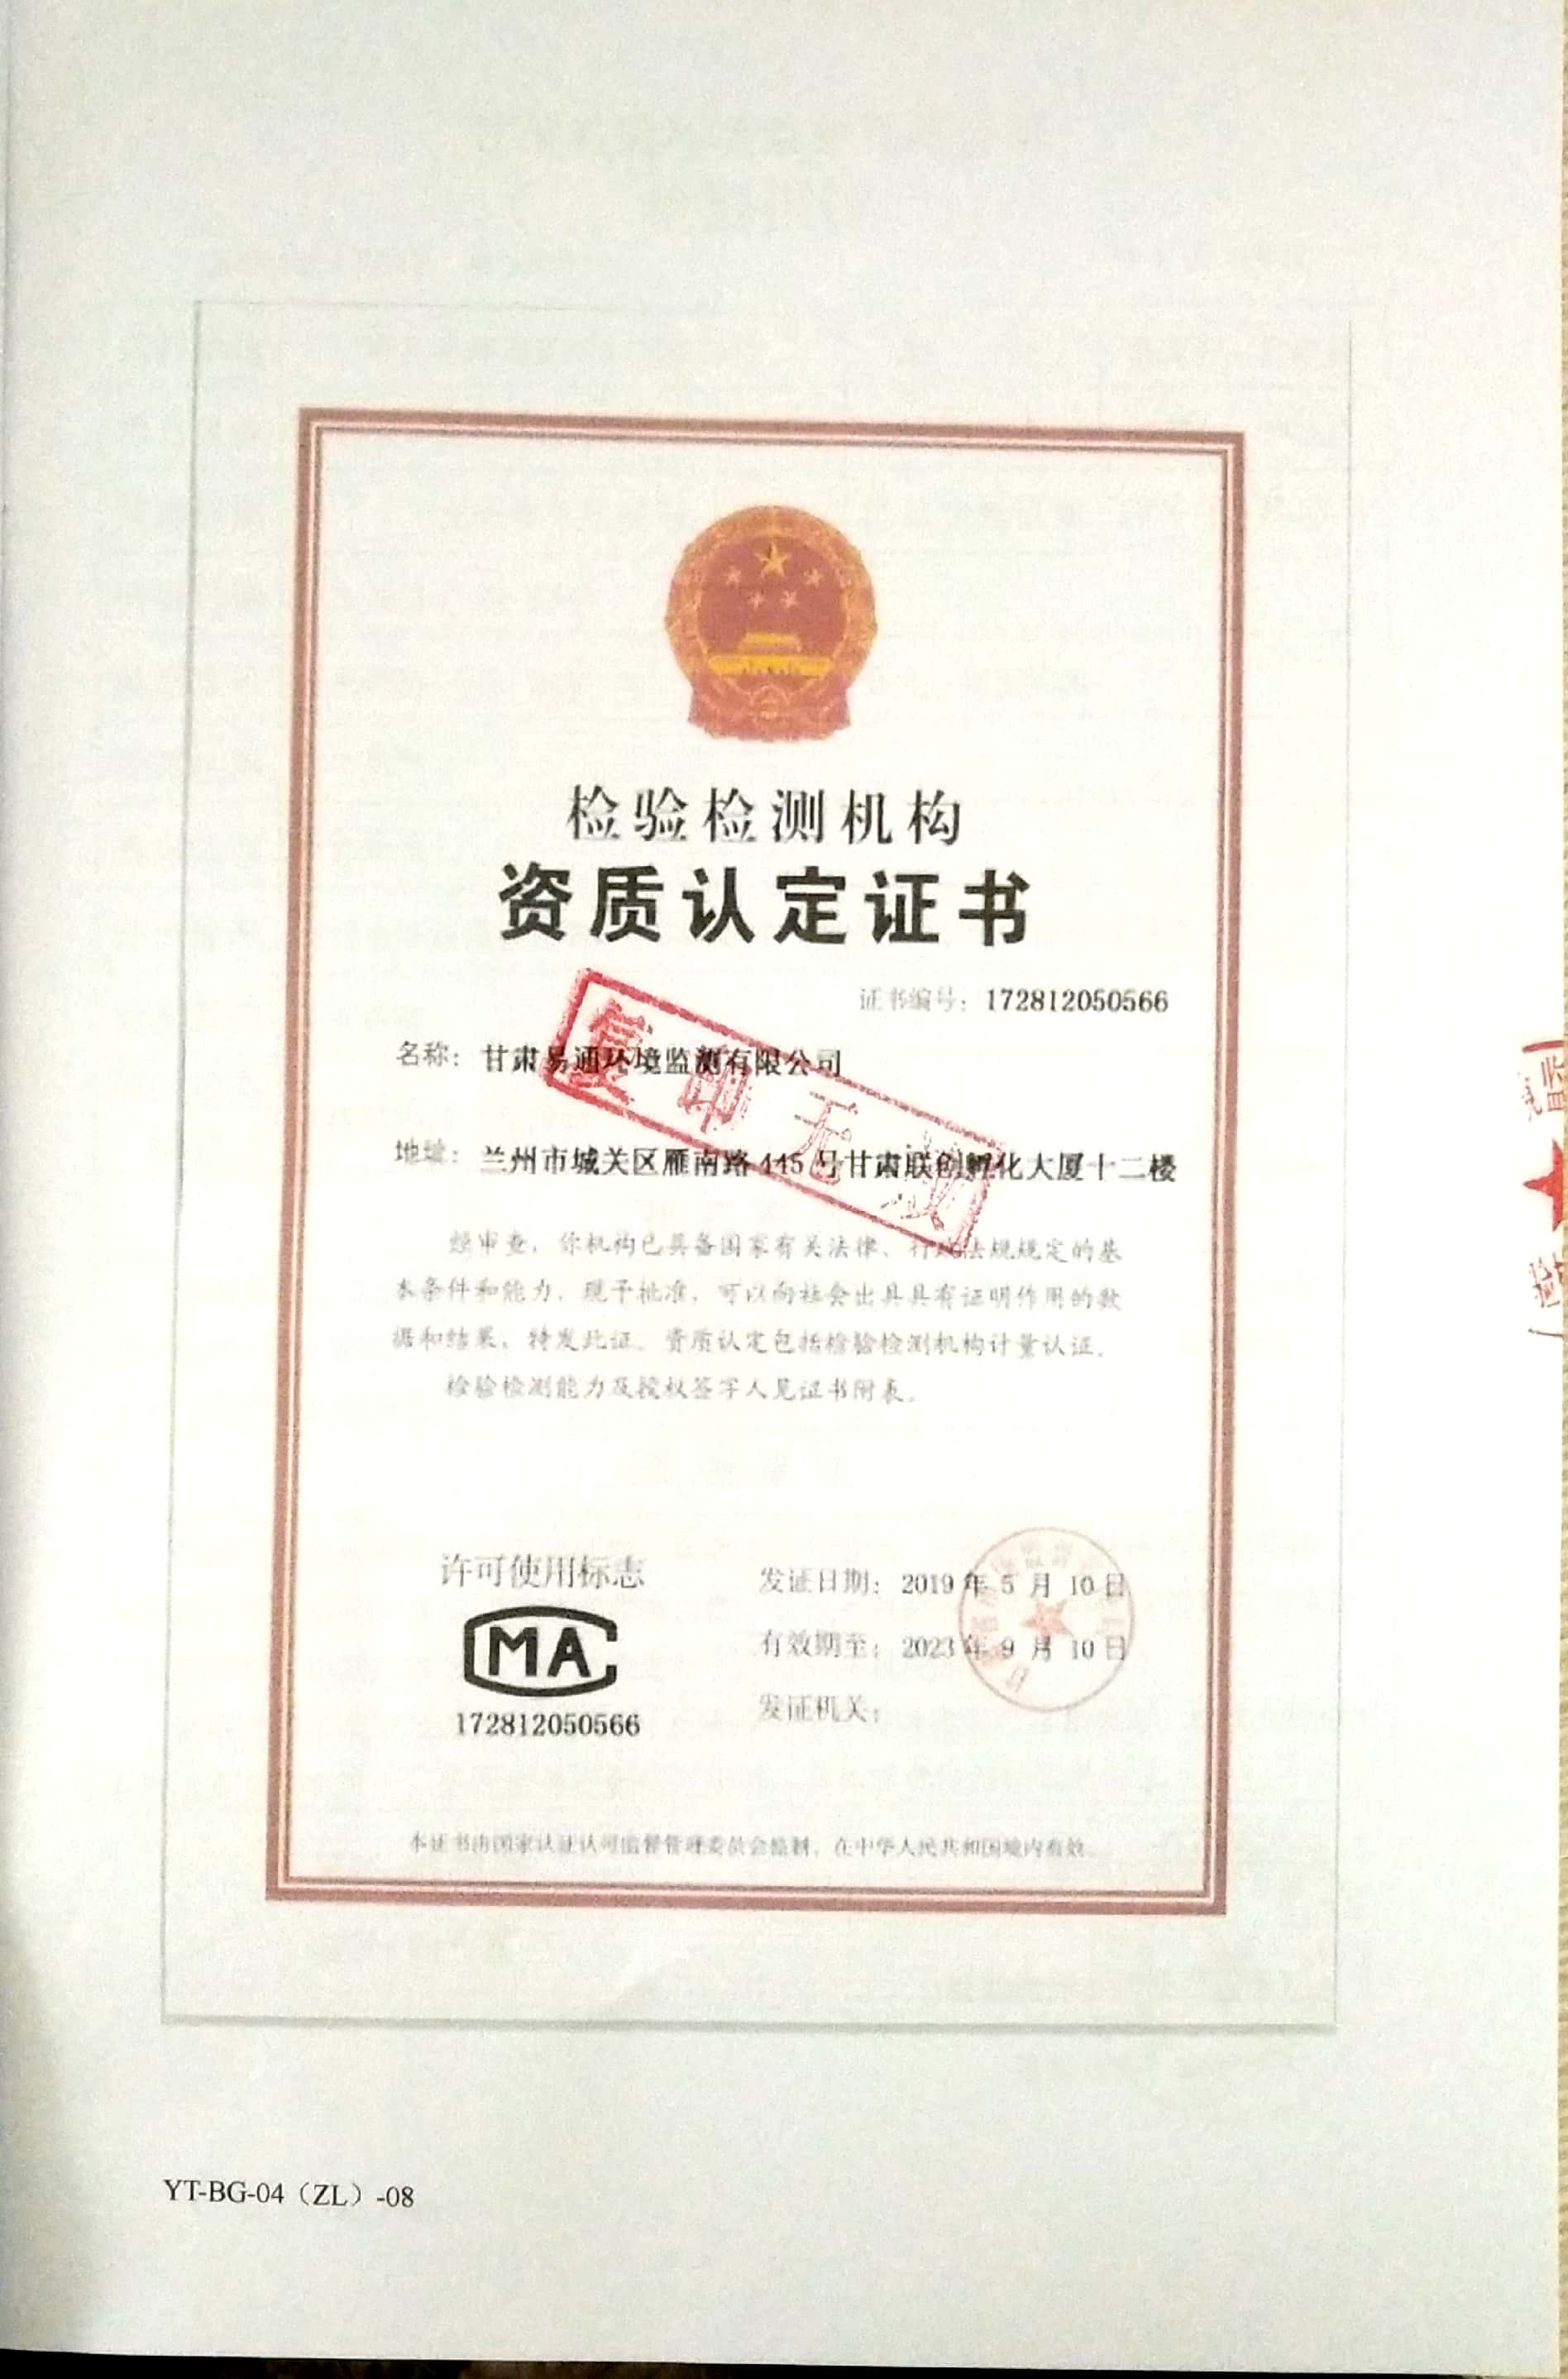 检验检测机构
资质认定证书
证书编号：172812050566
名称：甘肃易通环境监测有限公司
地址：兰州市城关区雁南路445号甘肃联创孵化大厦十二楼
复印无效
经审查，你机构已具备国家有关法律、行政法规规定的基
本条件和能力，现予批准，可以向社会出具具有证明作用的数
据和结果，特发此证。资质认定包括检验检测机构计量认证。
检验检测能力及授权签字人见证书附表。
许可使用标志
MA
172812050566
发证日期：2019年5月10日
有效期至：2023年9月10日
发证机关：
本证书由国家认证认可监督管理委员会监制，在中华人民共和国境内有效。
YT-BG-04（ZL）-08